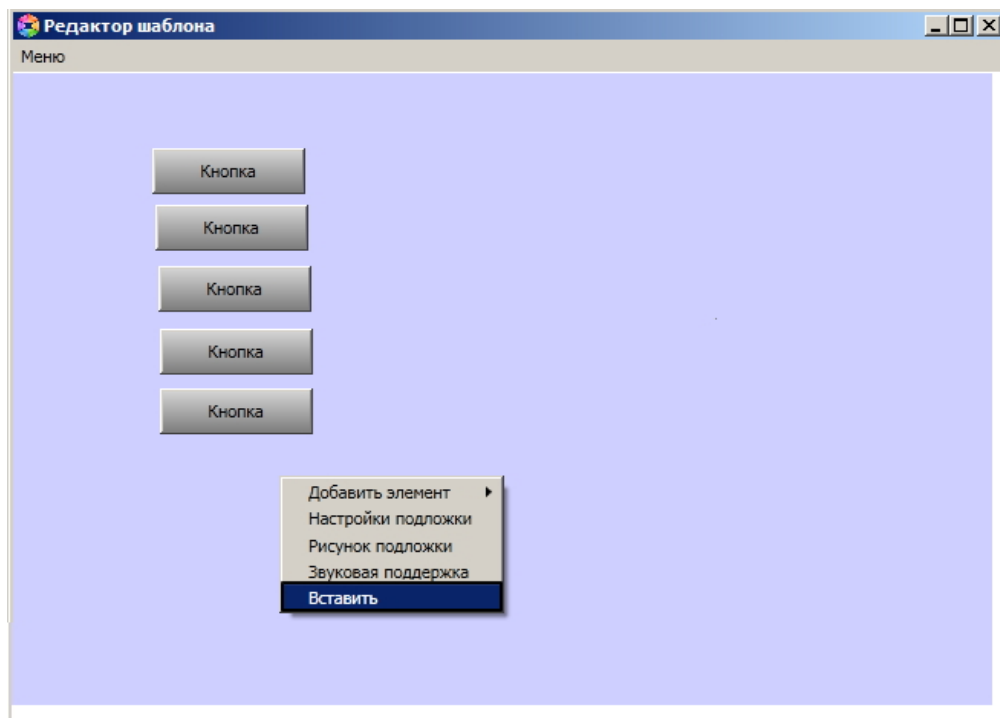 Редактор шаблона
Меню
Кнопка
Кнопка
Кнопка
Кнопка
Кнопка
Добавить элемент
Настройки подложки
Рисунок подложки
Звуковая поддержка
Вставить